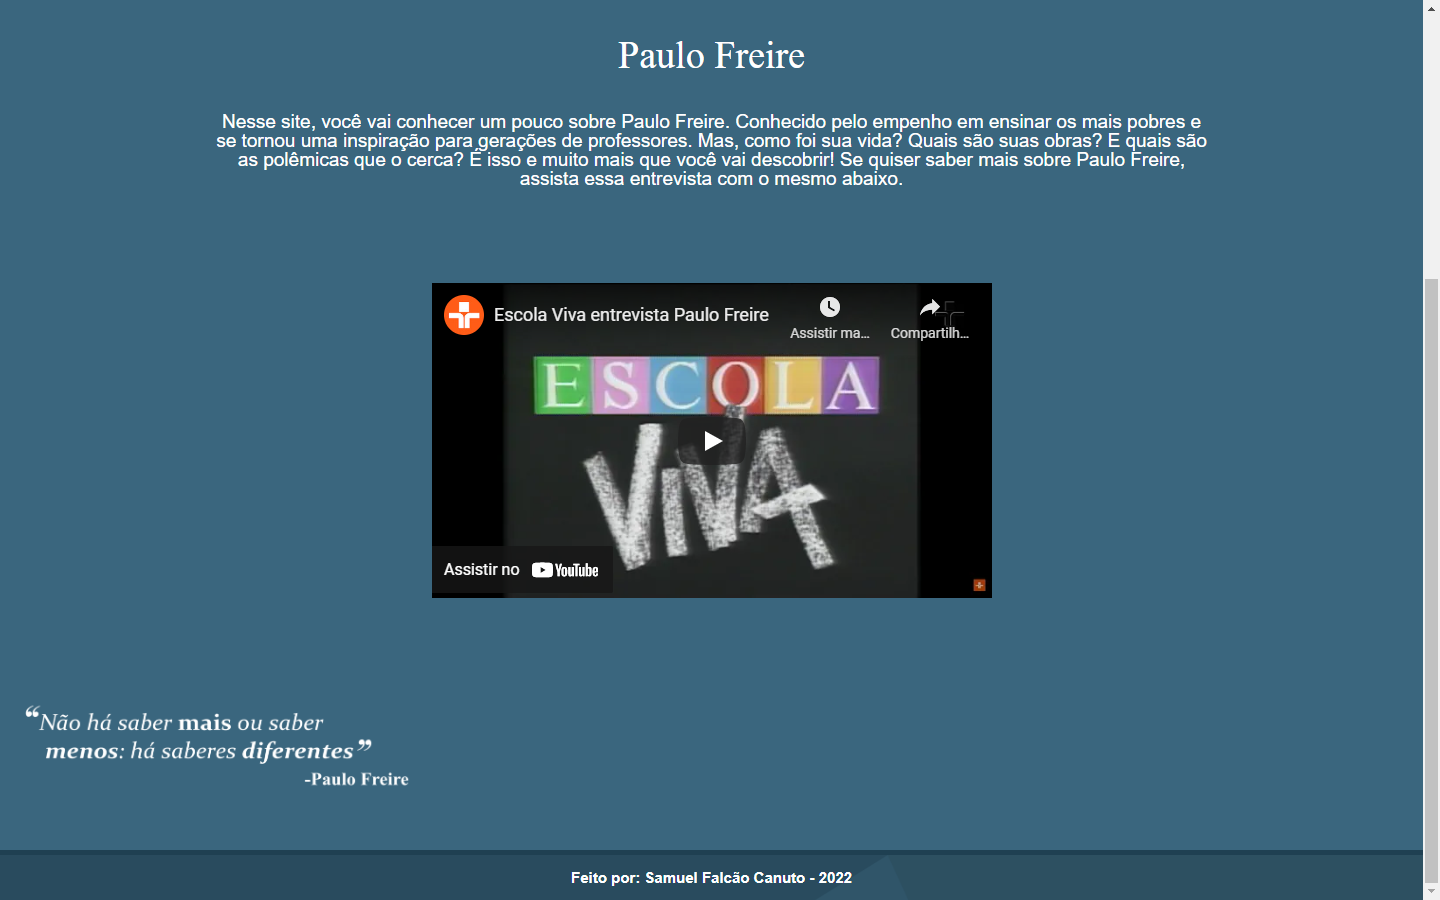 Paulo Freire
Nesse site, você vai conhecer um pouco sobre Paulo Freire. Conhecido pelo empenho em ensinar os mais pobres e
se tornou uma inspiração para gerações de professores. Mas, como foi sua vida? Quais são suas obras? E quais são
as polêmicas que o cerca? É isso e muito mais que você vai descobrir! Se quiser saber mais sobre Paulo Freire,
assista essa entrevista com o mesmo abaixo.
Escola Viva entrevista Paulo Freire
Assistir ma...
Compartilh...
ESCOLA
ViVA
Assistir no YouTube
“Não há saber mais ou saber
menos: há saberes diferentes”
-Paulo Freire
Feito por: Samuel Falcão Canuto - 2022